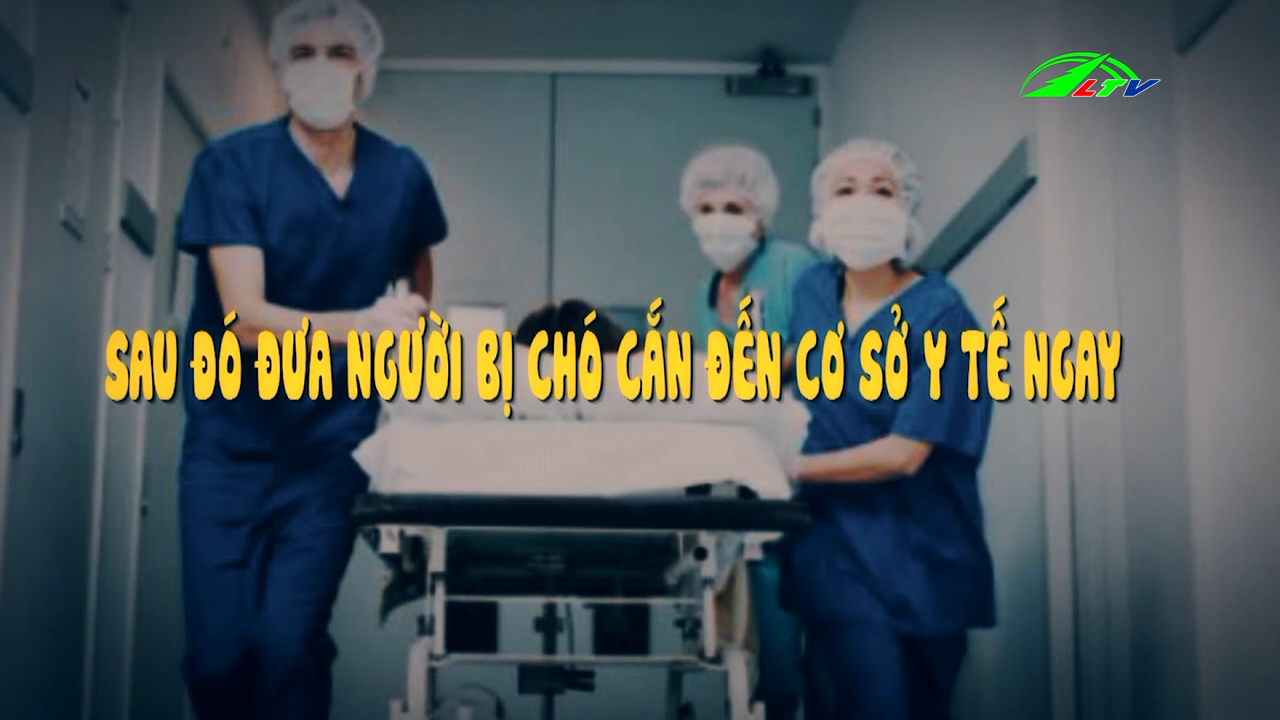 LTV
SAU ĐÓ ĐƯA NGƯỜI BỊ CHÓ CẮN ĐẾN CƠ SỞ Y TẾ NGAY